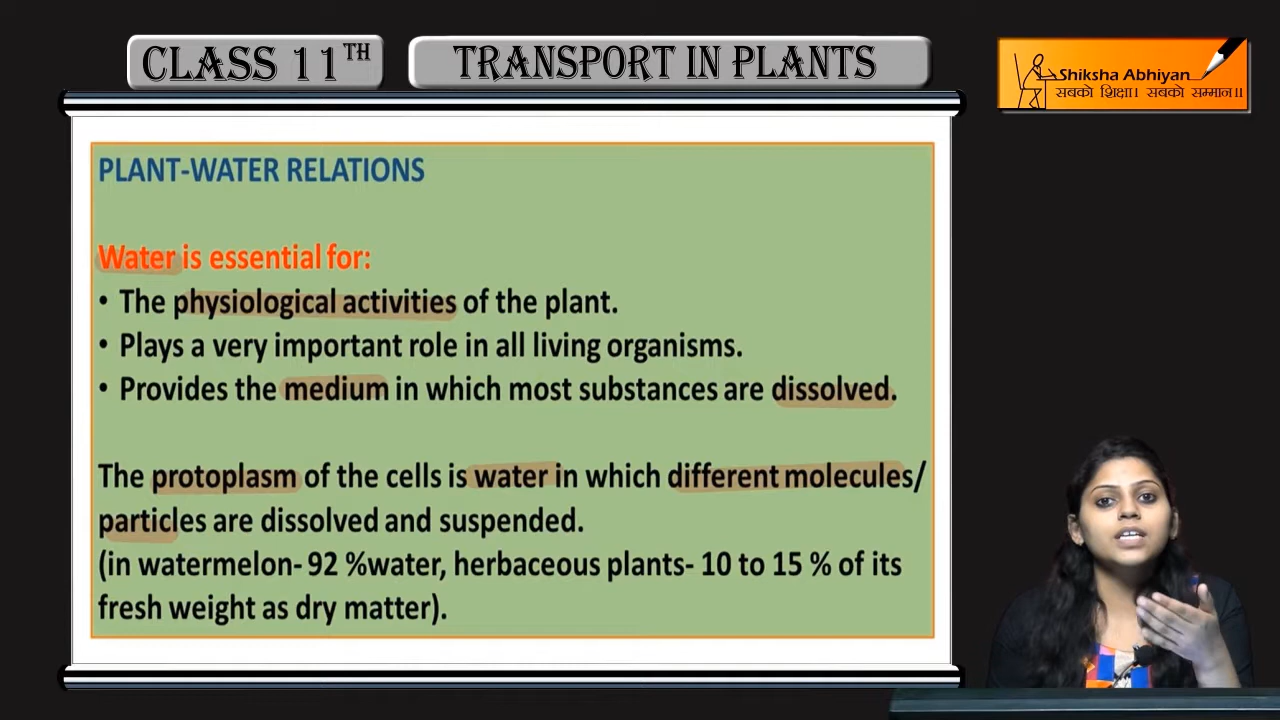 CLASS 11TH
TRANSPORT IN PLANTS
Shiksha Abhiyan
सबको शिक्षा। सबको सम्मान॥
PLANT-WATER RELATIONS
Water is essential for:
• The physiological activities of the plant.
• Plays a very important role in all living organisms.
• Provides the medium in which most substances are dissolved.
The protoplasm of the cells is water in which different molecules/
particles are dissolved and suspended.
(in watermelon- 92 %water, herbaceous plants- 10 to 15 % of its
fresh weight as dry matter).